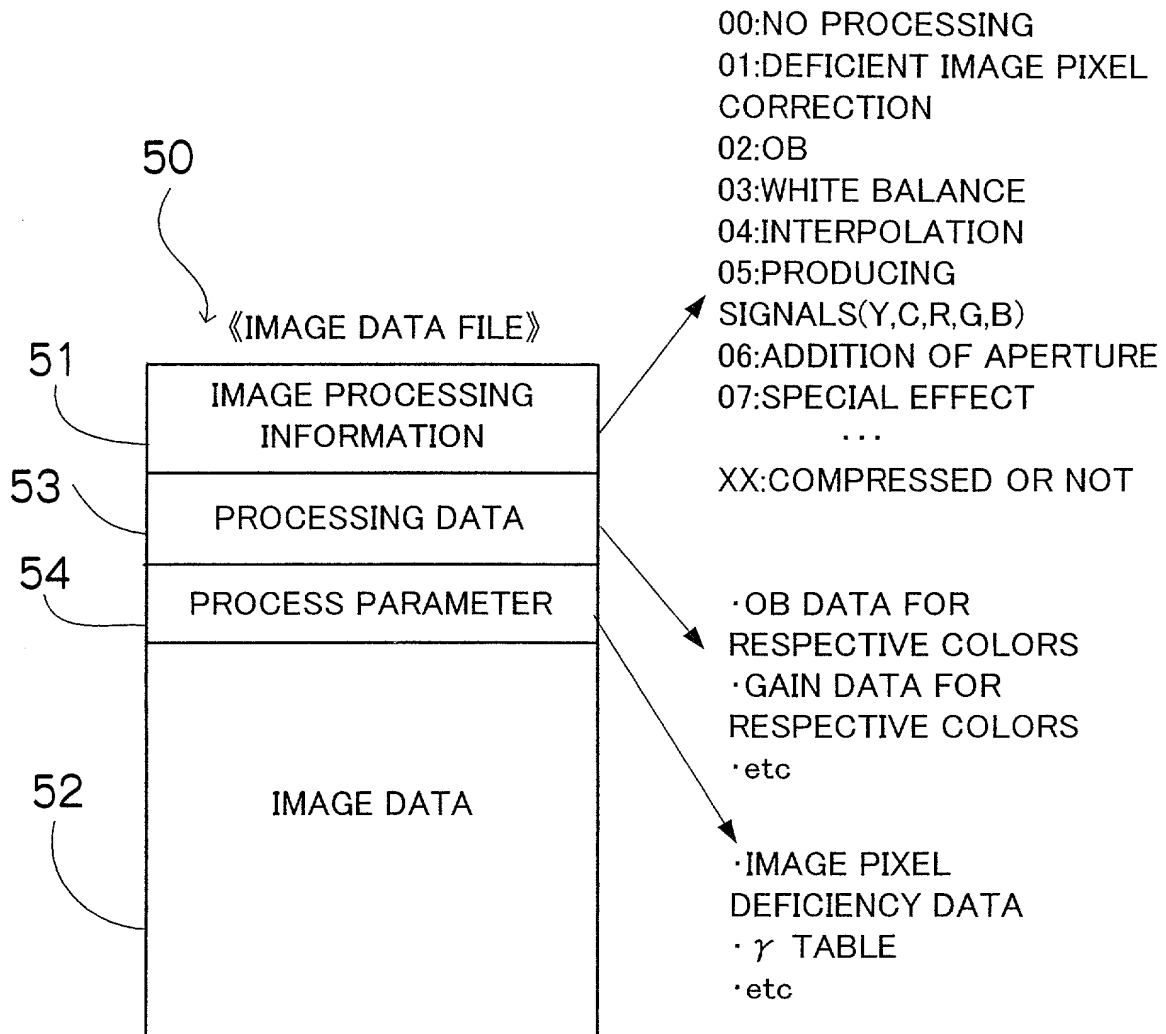 00:NO PROCESSING
01:DEFICIENT IMAGE PIXEL
CORRECTION
02:OB
03:WHITE BALANCE
04:INTERPOLATION
05:PRODUCING
SIGNALS(Y,C,R,G,B)
06:ADDITION OF APERTURE
07:SPECIAL EFFECT
...
XX:COMPRESSED OR NOT
50
《IMAGE DATA FILE》
51
IMAGE PROCESSING
INFORMATION
53
PROCESSING DATA
54
PROCESS PARAMETER
52
IMAGE DATA
·OB DATA FOR
RESPECTIVE COLORS
·GAIN DATA FOR
RESPECTIVE COLORS
·etc
·IMAGE PIXEL
DEFICIENCY DATA
· γ TABLE
·etc